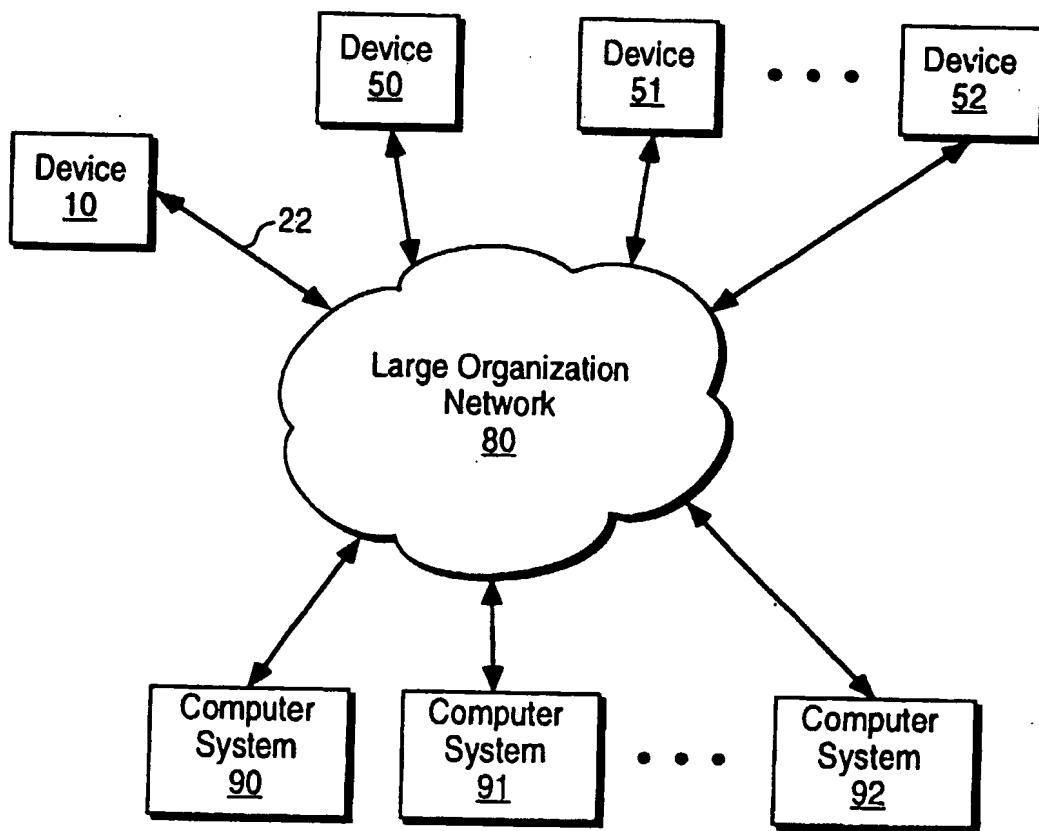 Device
50
Device
51
Device
52
Device
10
22
Large Organization
Network
80
Computer
System
90
Computer
System
91
Computer
System
92